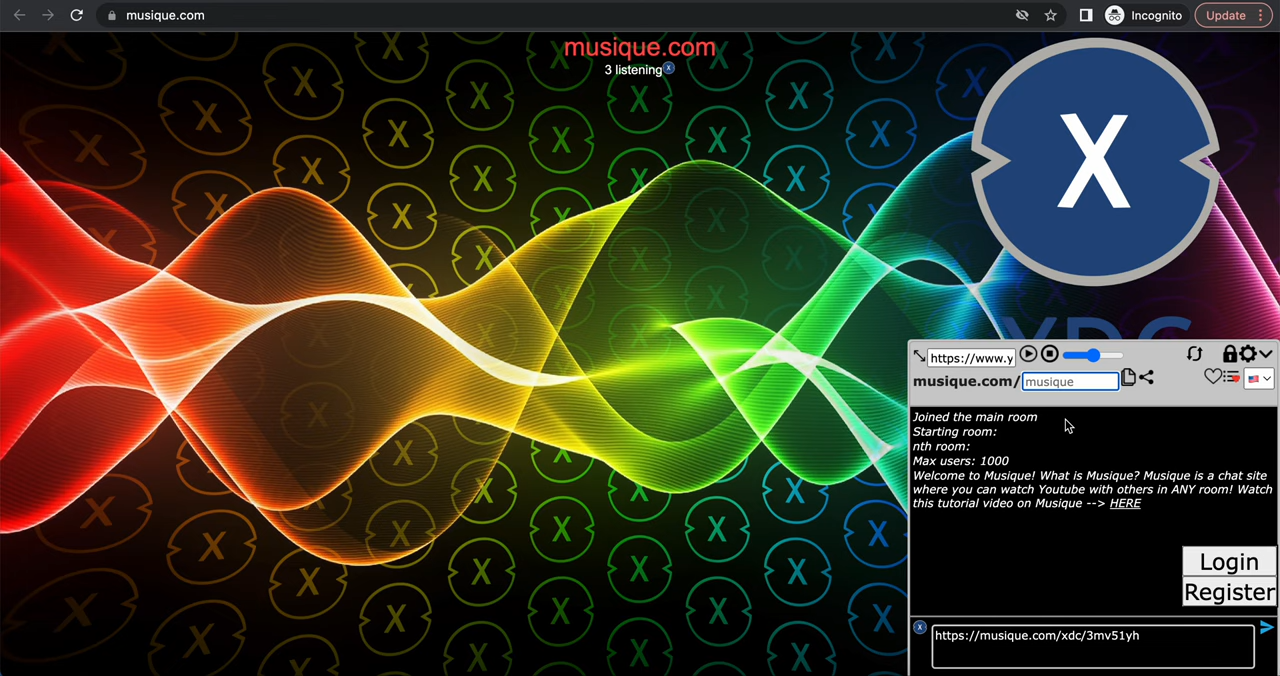 musique.com
Incognito
Update
musique.com
3 listening
X
https://www.y
musique.com/
musique
Joined the main room
Starting room:
nth room:
Max users: 1000
Welcome to Musique! What is Musique? Musique is a chat site
where you can watch Youtube with others in ANY room! Watch
this tutorial video on Musique --> HERE
Login
Register
https://musique.com/xdc/3mv51yh